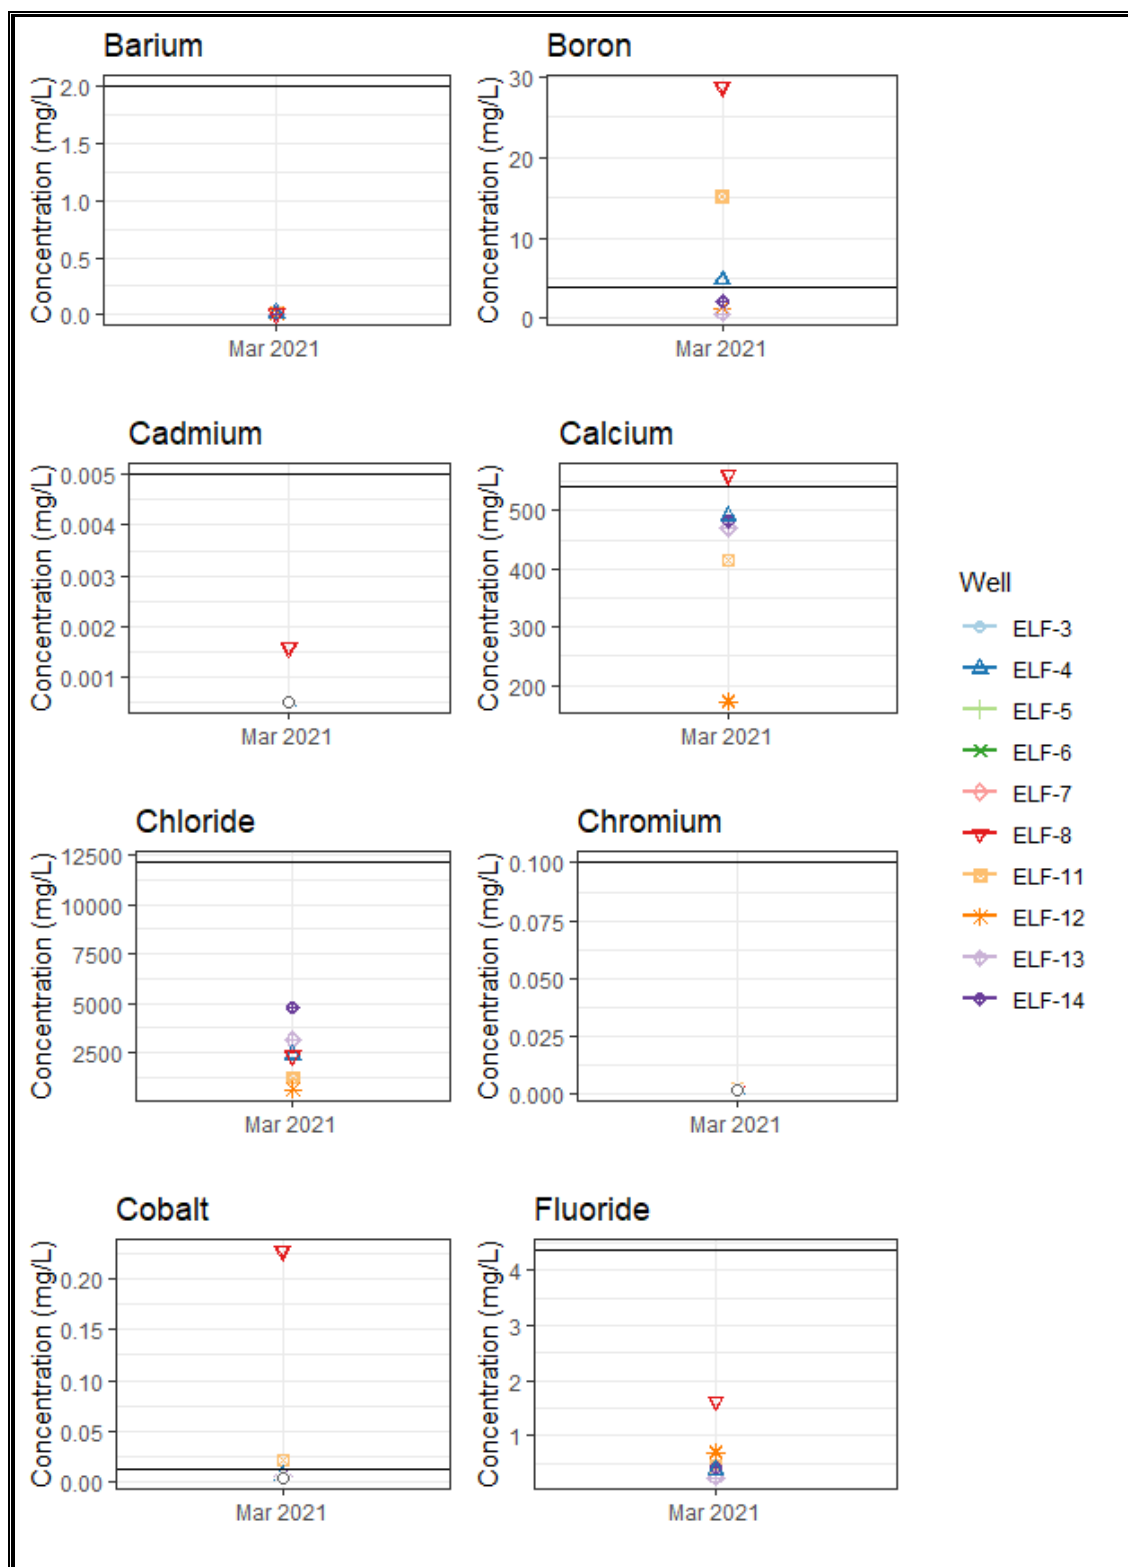 Barium
Concentration (mg/L)
2.0
1.5
1.0
0.5
0.0
Mar 2021
Boron
Concentration (mg/L)
30
20
10
0
Mar 2021
Cadmium
Concentration (mg/L)
0.005
0.004
0.003
0.002
0.001
Mar 2021
Calcium
Concentration (mg/L)
500
400
300
200
Mar 2021
Chloride
Concentration (mg/L)
12500
10000
7500
5000
2500
Mar 2021
Chromium
Concentration (mg/L)
0.100
0.075
0.050
0.025
0.000
Mar 2021
Cobalt
Concentration (mg/L)
0.20
0.15
0.10
0.05
0.00
Mar 2021
Fluoride
Concentration (mg/L)
4
3
2
1
Mar 2021
Well
ELF-3
ELF-4
ELF-5
ELF-6
ELF-7
ELF-8
ELF-11
ELF-12
ELF-13
ELF-14